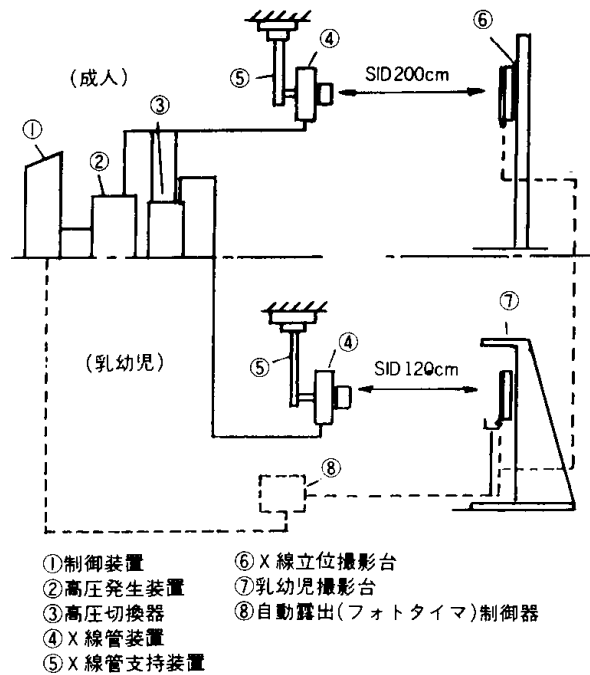 ⑥
④
(成人)
⑤
SID 200cm
③
①
②
⑦
④
(乳幼児)
⑤
SID 120cm
⑧
①制御装置
②高圧発生装置
③高圧切換器
④X線管装置
⑤X線管支持装置
⑥X線立位撮影台
⑦乳幼児撮影台
⑧自動露出(フォトタイマ)制御器